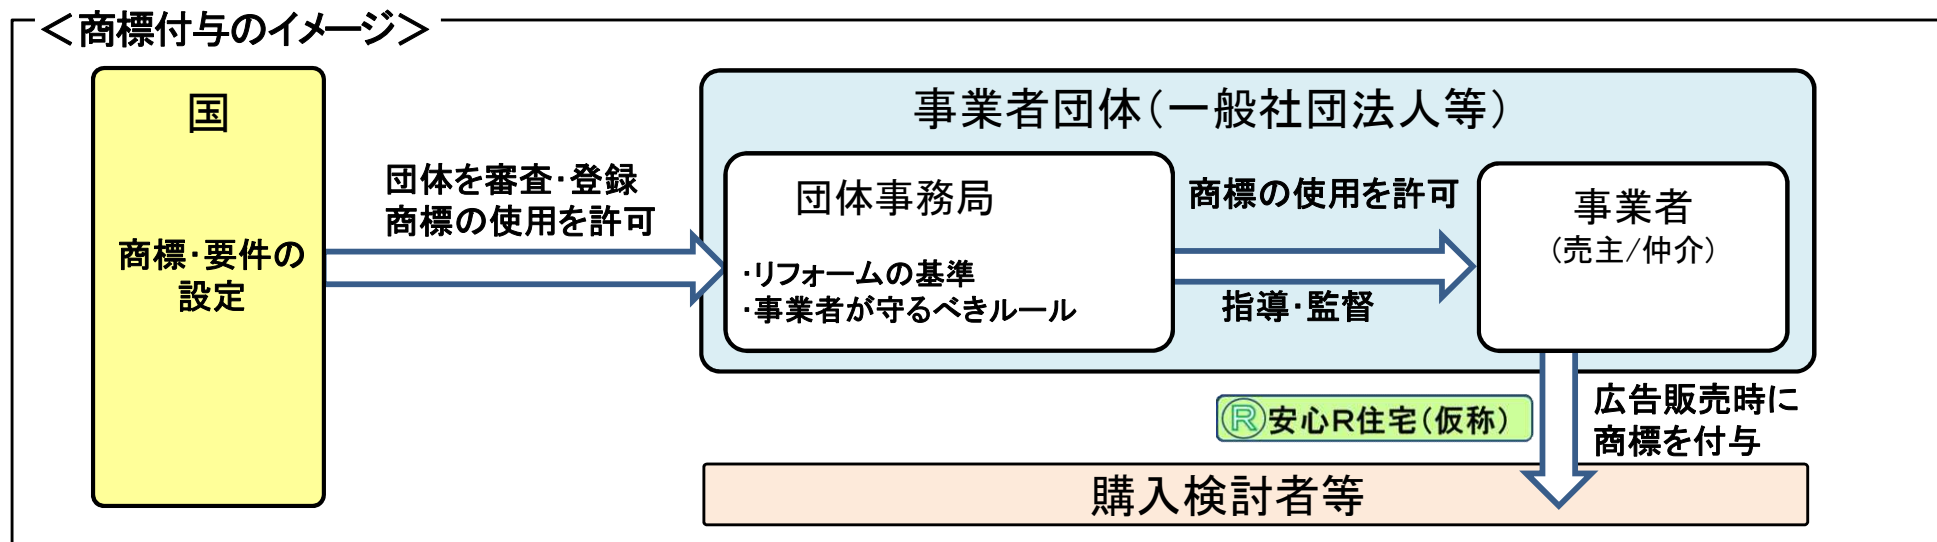 ＜商標付与のイメージ＞
国
商標・要件の
設定
団体を審査・登録
商標の使用を許可
事業者団体（一般社団法人等）
団体事務局
・リフォームの基準
・事業者が守るべきルール
商標の使用を許可
指導・監督
事業者
（売主/仲介）
Ⓡ安心R住宅（仮称）
広告販売時に
商標を付与
購入検討者等